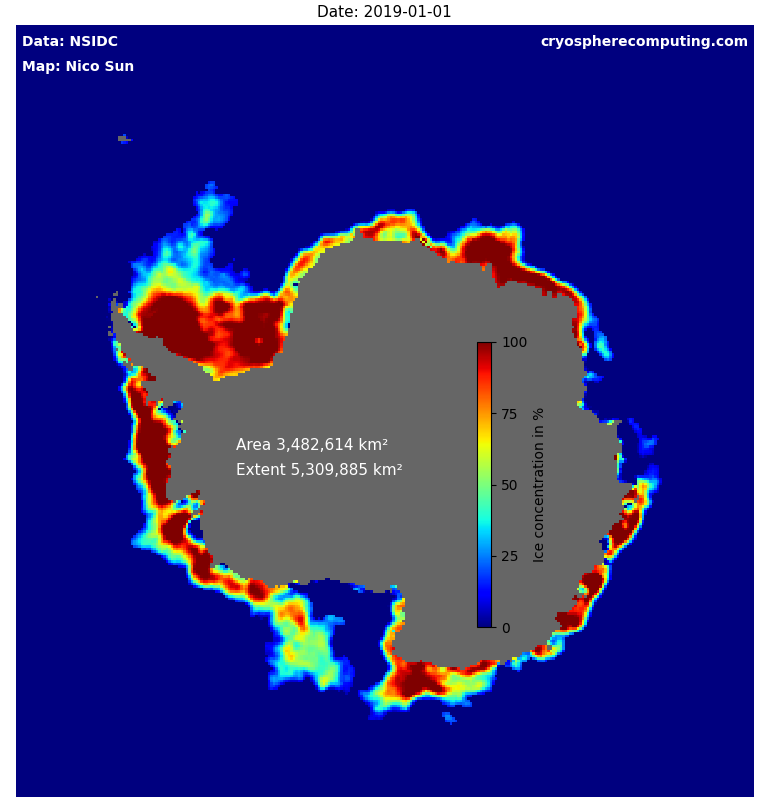 Date: 2019-01-01
Data: NSIDC
cryospherecomputing.com
Map: Nico Sun
100
75
50
25
0
Ice concentration in %
Area 3,482,614 km²
Extent 5,309,885 km²